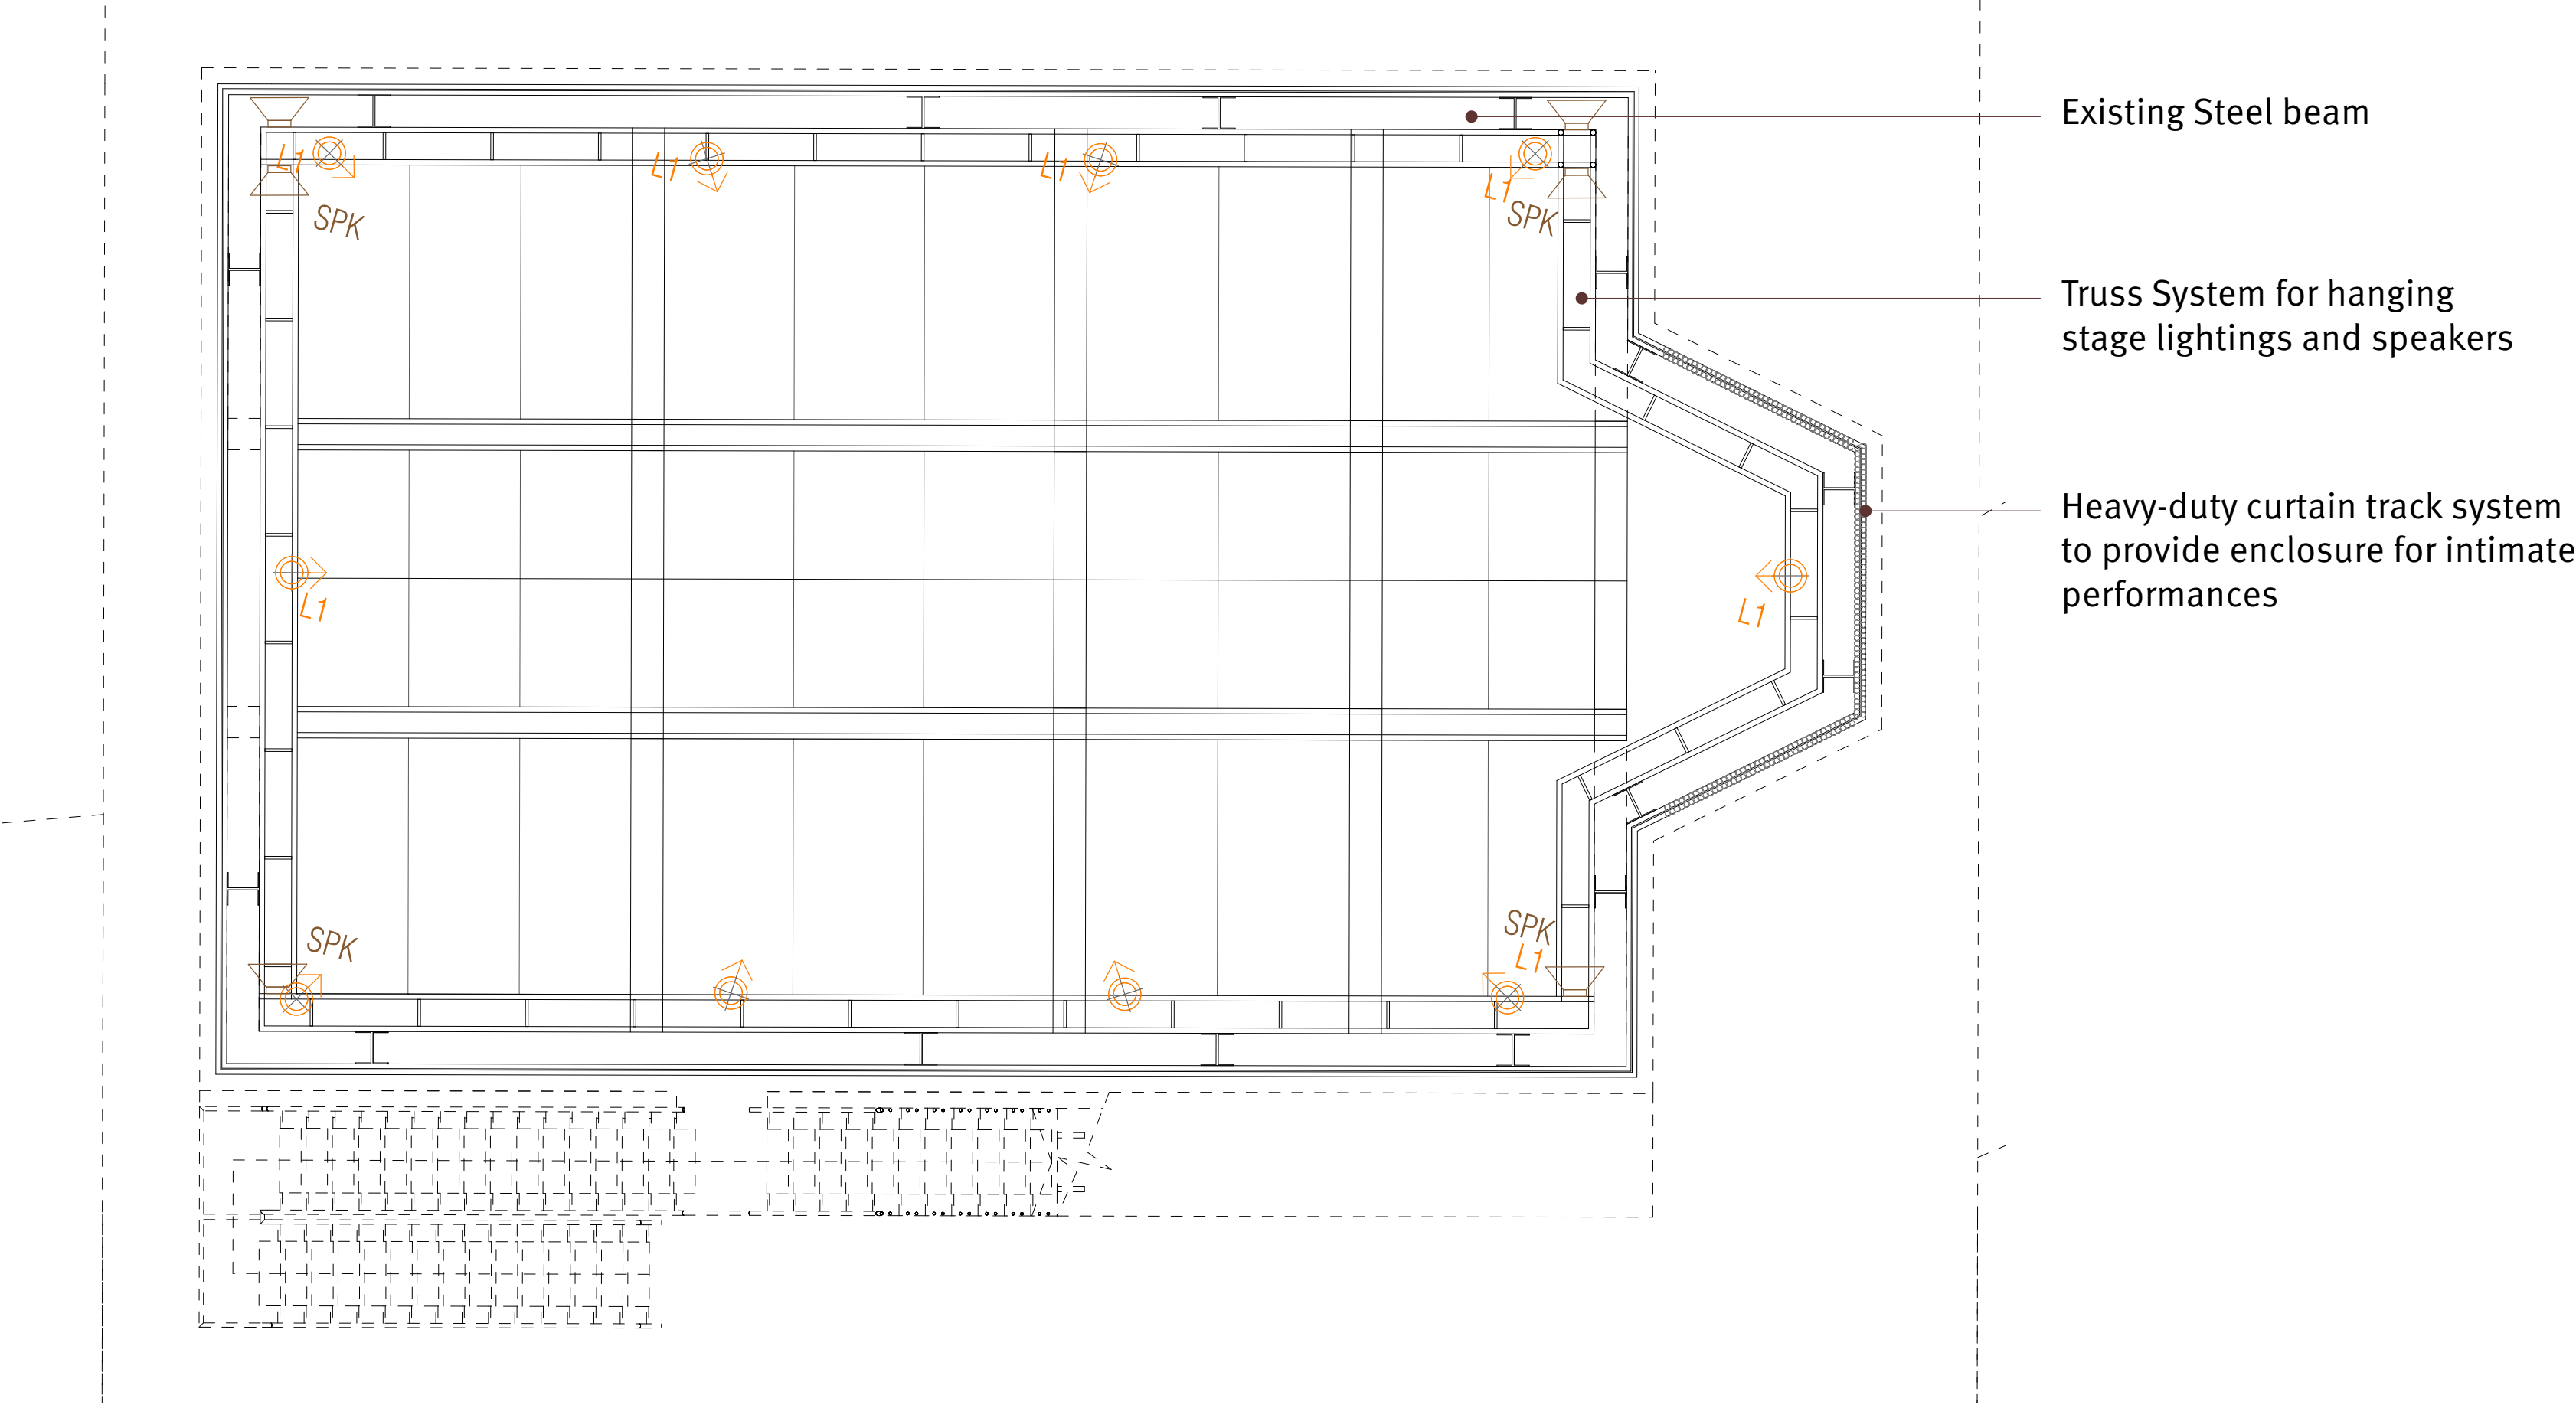 Existing Steel beam
L1
L1
L1
L1
SPK
SPK
Truss System for hanging
stage lightings and speakers
Heavy-duty curtain track system
to provide enclosure for intimate
performances
L1
L1
SPK
SPK
L1